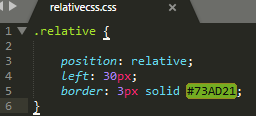 relativecss.css
1 .relative {
2
3 position: relative;
4 left: 30px;
5 border: 3px solid #73AD21;
6 }